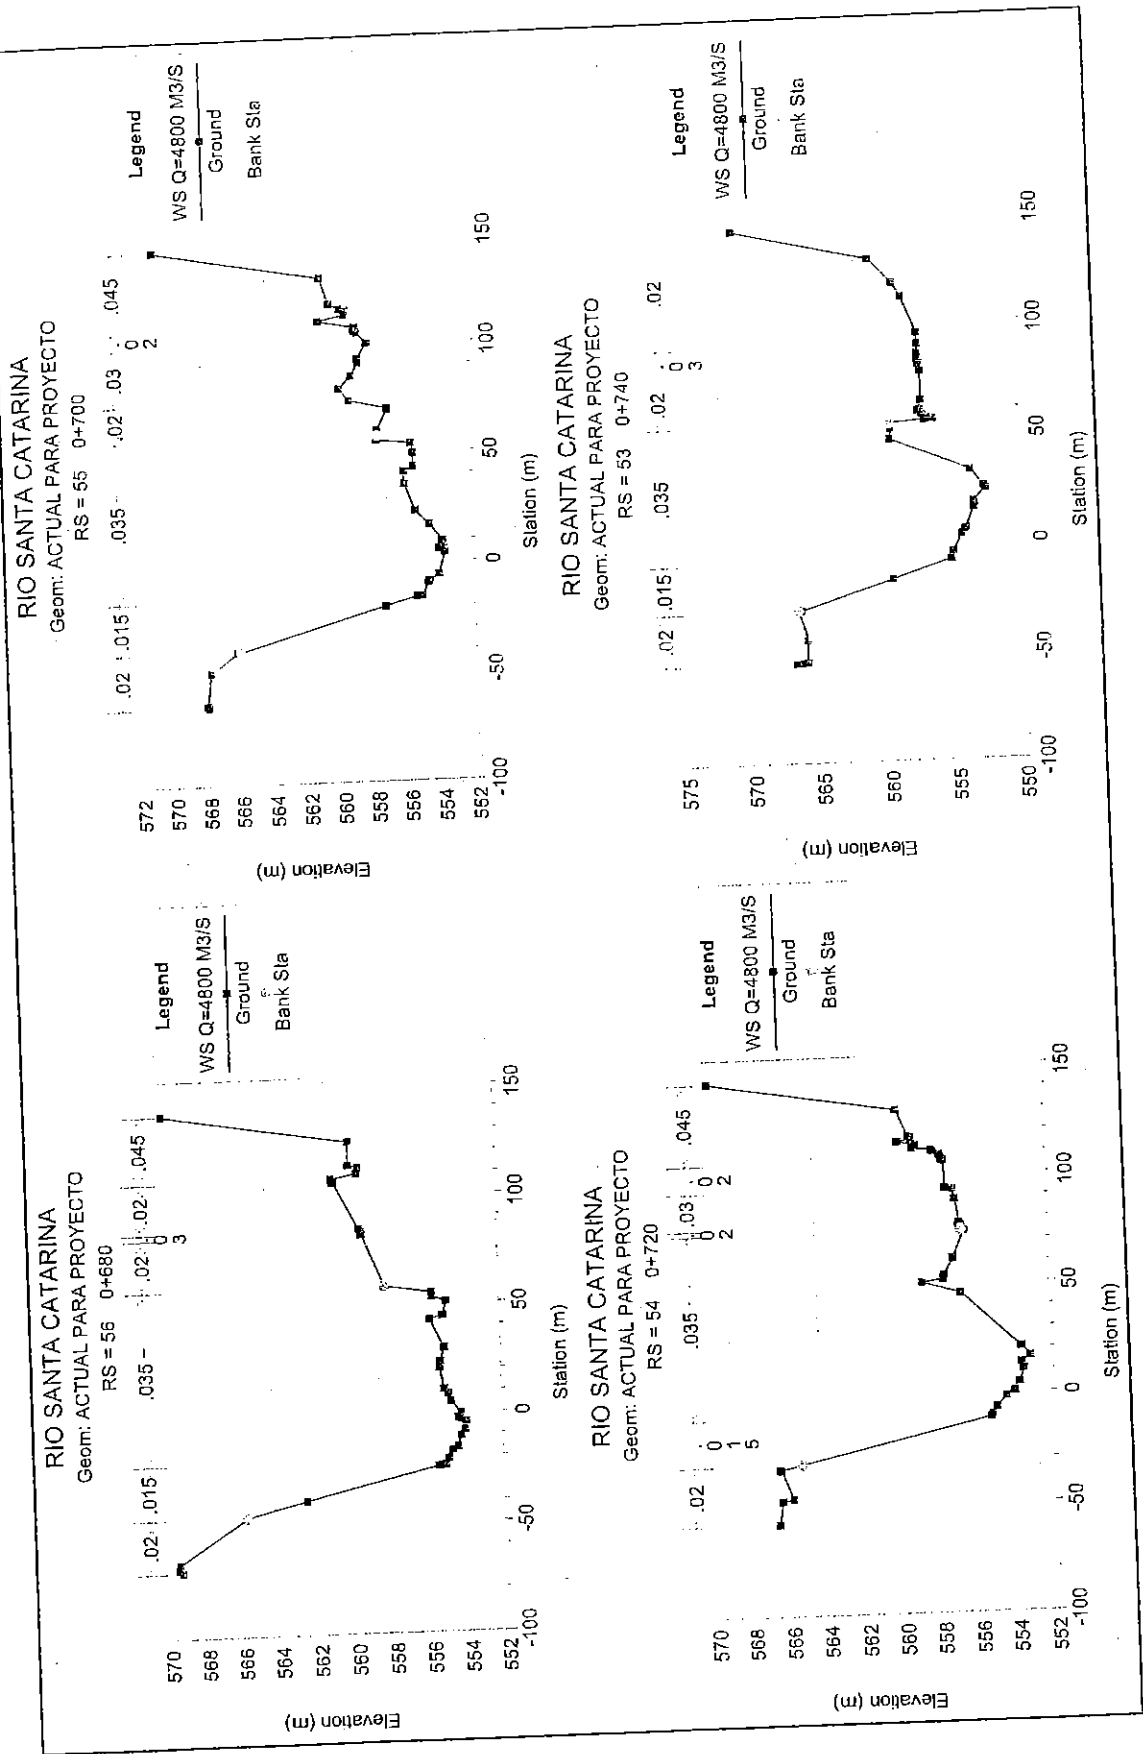 RIO SANTA CATARINA
Geom: ACTUAL PARA PROYECTO
RS = 56 0+680
.02 .015 .035 .02 .03 .02 .045
Legend
WS Q=4800 M3/S
Ground
Bank Sta
Elevation (m)
570
568
566
564
562
560
558
556
554
552
-100 -50 0 50 100 150
Station (m)
RIO SANTA CATARINA
Geom: ACTUAL PARA PROYECTO
RS = 55 0+700
.02 .015 .035 .02 .03 .02 .045
Legend
WS Q=4800 M3/S
Ground
Bank Sta
Elevation (m)
572
570
568
566
564
562
560
558
556
554
552
-100 -50 0 50 100 150
Station (m)
RIO SANTA CATARINA
Geom: ACTUAL PARA PROYECTO
RS = 54 0+720
.02 .015 .035 .02 .03 .02 .045
Legend
WS Q=4800 M3/S
Ground
Bank Sta
Elevation (m)
570
568
566
564
562
560
558
556
554
552
-100 -50 0 50 100 150
Station (m)
RIO SANTA CATARINA
Geom: ACTUAL PARA PROYECTO
RS = 53 0+740
.02 .015 .035 .02 .03 .02
Legend
WS Q=4800 M3/S
Ground
Bank Sta
Elevation (m)
575
570
565
560
555
550
-100 -50 0 50 100 150
Station (m)